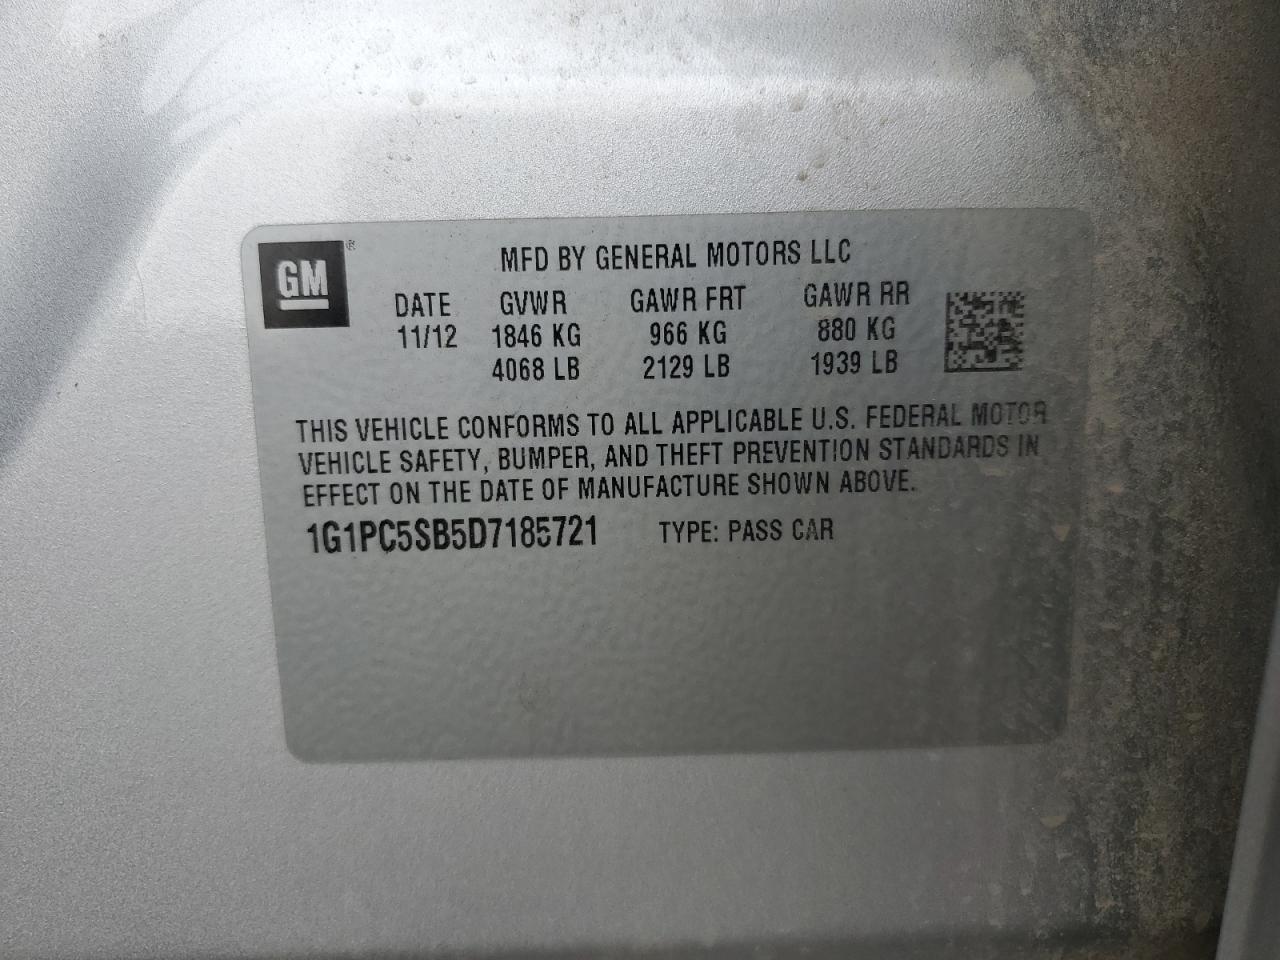 GM®
MFD BY GENERAL MOTORS LLC
DATE GVWR GAWR FRT GAWR RR
11/12 1846 KG 966 KG 880 KG
4068 LB 2129 LB 1939 LB
THIS VEHICLE CONFORMS TO ALL APPLICABLE U.S. FEDERAL MOTOR
VEHICLE SAFETY, BUMPER, AND THEFT PREVENTION STANDARDS IN
EFFECT ON THE DATE OF MANUFACTURE SHOWN ABOVE.
1G1PC5SB5D7185721 TYPE: PASS CAR